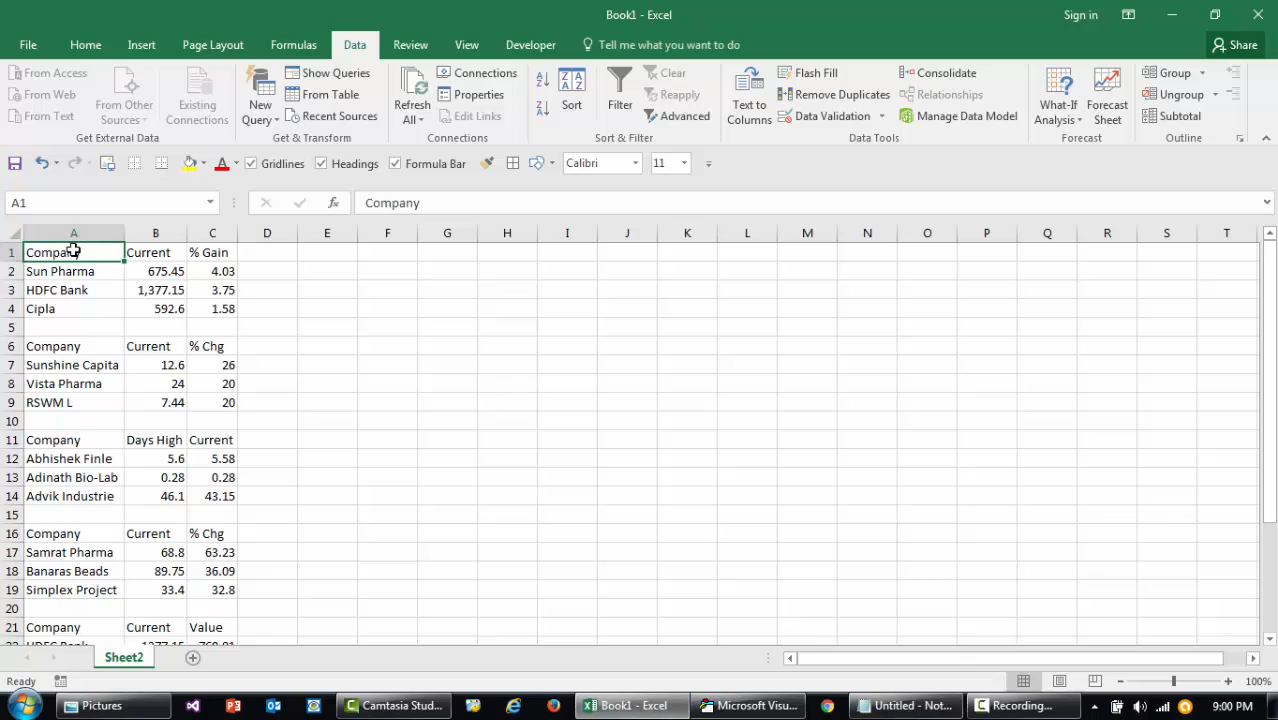 Book1 - Excel
Sign in
File Home Insert Page Layout Formulas Data Review View Developer Tell me what you want to do Share
From Access
From Web
From Text
From Other Sources
Existing Connections
Get External Data
New Query
Show Queries
From Table
Recent Sources
Get & Transform
Refresh All
Connections
Properties
Edit Links
Connections
Sort
Filter
Clear
Reapply
Advanced
Sort & Filter
Text to Columns
Flash Fill
Remove Duplicates
Data Validation
Consolidate
Relationships
Manage Data Model
Data Tools
What-If Analysis
Forecast Sheet
Forecast
Group
Ungroup
Subtotal
Outline
Gridlines Headings Formula Bar Calibri 11
A1 fx Company
A B C D E F G H I J K L M N O P Q R S T
1 Company Current % Gain
2 Sun Pharma 675.45 4.03
3 HDFC Bank 1,377.15 3.75
4 Cipla 592.6 1.58
5
6 Company Current % Chg
7 Sunshine Capita 12.6 26
8 Vista Pharma 24 20
9 RSWM L 7.44 20
10
11 Company Days High Current
12 Abhishek Finle 5.6 5.58
13 Adinath Bio-Lab 0.28 0.28
14 Advik Industrie 46.1 43.15
15
16 Company Current % Chg
17 Samrat Pharma 68.8 63.23
18 Banaras Beads 89.75 36.09
19 Simplex Project 33.4 32.8
20
21 Company Current Value
22 HDFC Bank 1377.15
Sheet2
Ready 100%
Pictures Camtasia Stud... Book1 - Excel Microsoft Visu... Untitled - Not... Recording... 9:00 PM